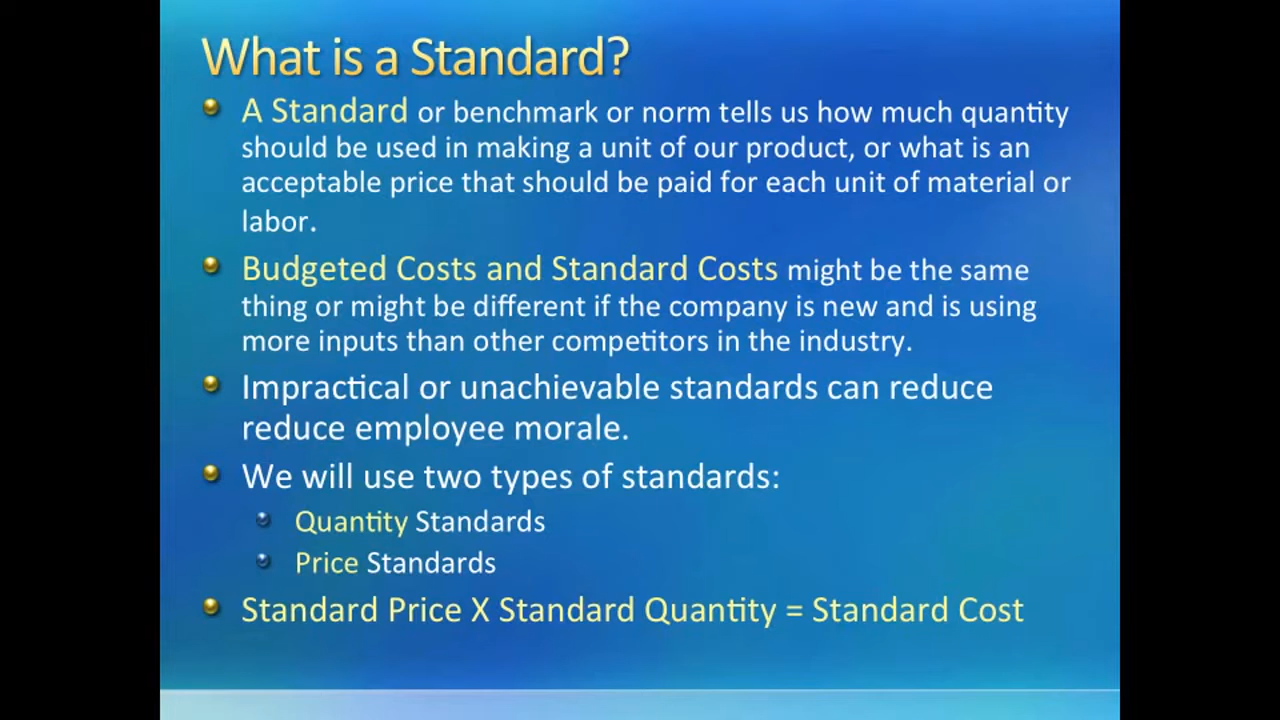 What is a Standard?
A Standard or benchmark or norm tells us how much quantity
should be used in making a unit of our product, or what is an
acceptable price that should be paid for each unit of material or
labor.
Budgeted Costs and Standard Costs might be the same
thing or might be different if the company is new and is using
more inputs than other competitors in the industry.
Impractical or unachievable standards can reduce
reduce employee morale.
We will use two types of standards:
Quantity Standards
Price Standards
Standard Price X Standard Quantity = Standard Cost